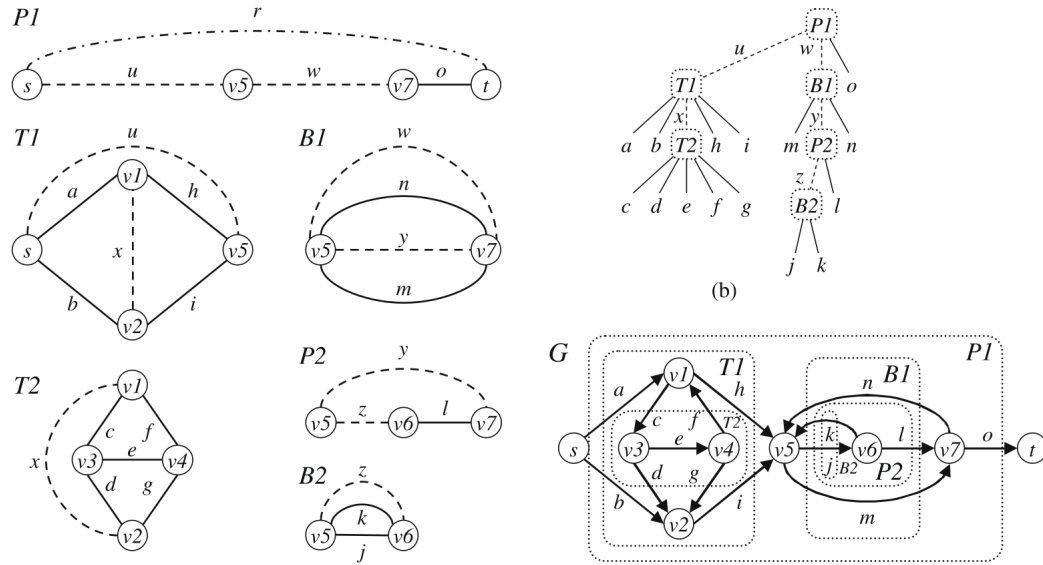 P1
r
s u v5 w v7 o t
T1
u
a v1 h
s x v5
b v2 i
B1
w
n
v5 y v7
m
T2
v1
c f
x v3 e v4
d g
v2
P2
y
v5 z v6 l v7
B2
z
k
v5 v6
j
P1
u w
T1 B1 o
x y
a b T2 h i m P2 n
z
c d e f g B2 l
j k
(b)
G P1
T1 B1
a v1 h n
c f T2
s v3 e v4 v5 k v6 l v7 o t
d g j B2 P2
b v2 i m